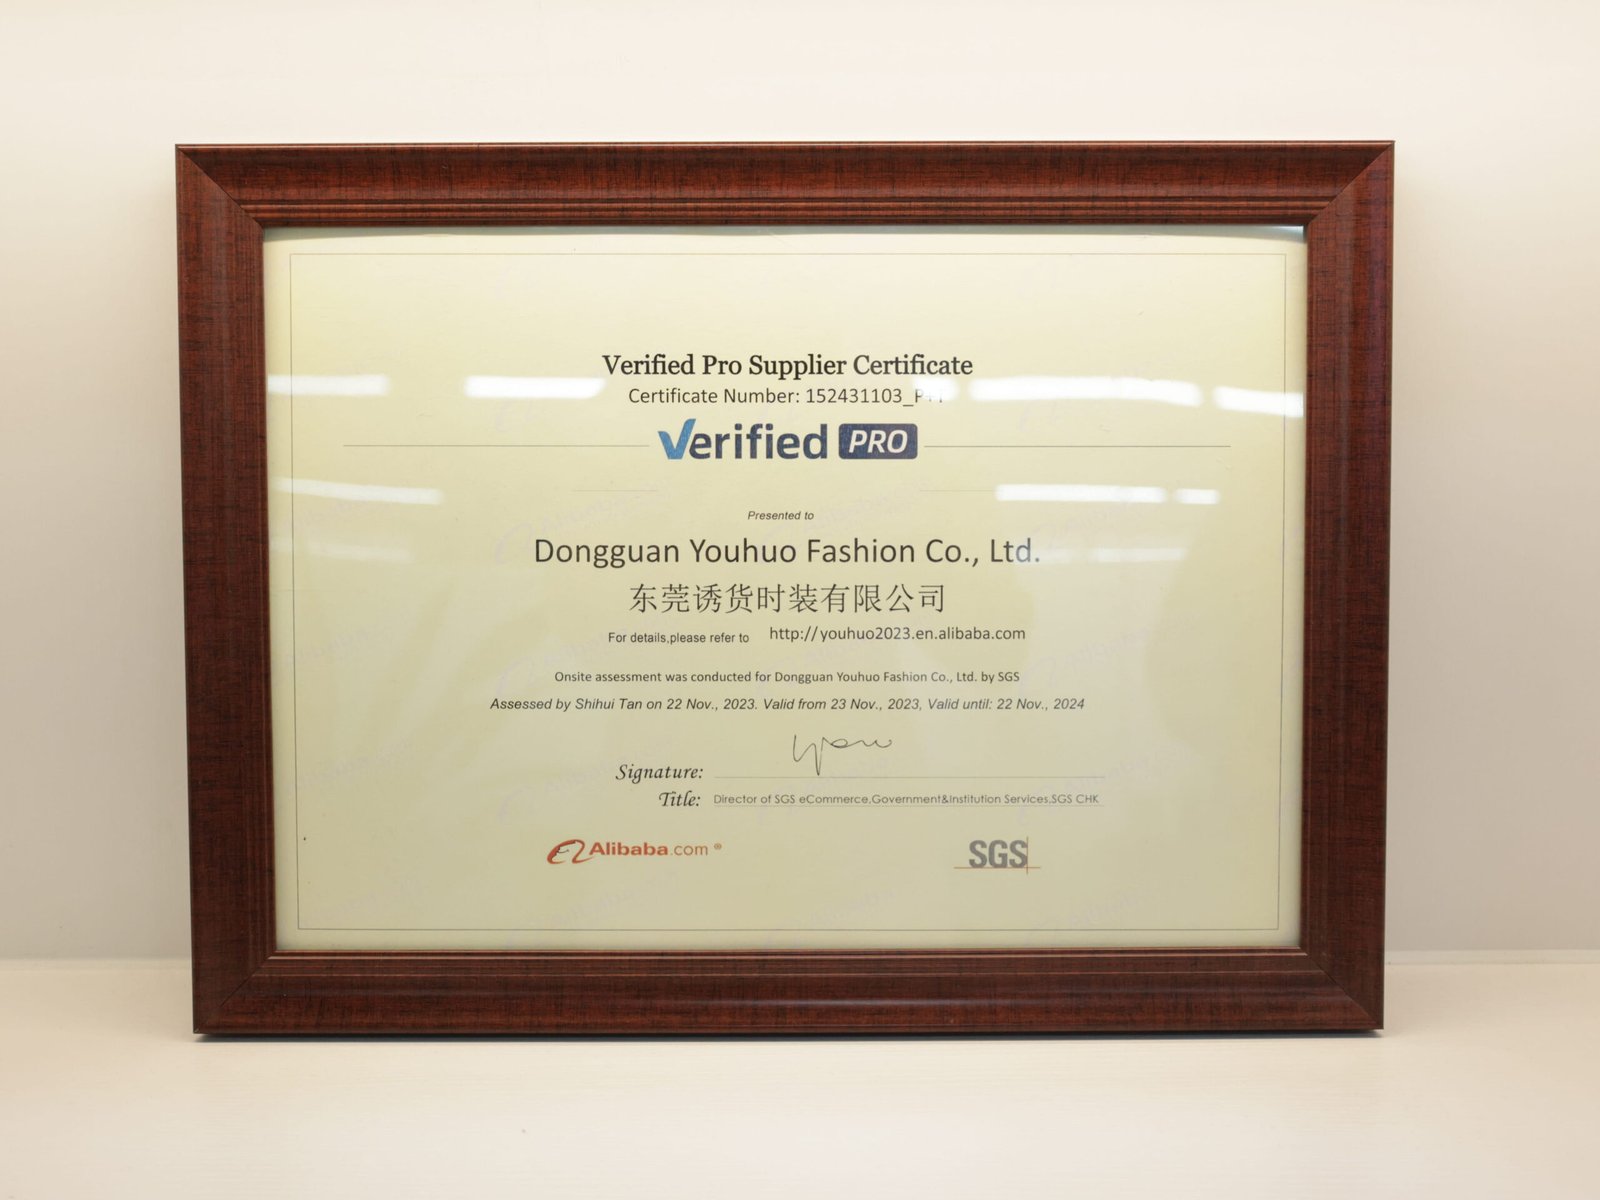 Verified Pro Supplier Certificate
Certificate Number: 152431103_P+T
Verified PRO
Presented to
Dongguan Youhuo Fashion Co., Ltd.
东莞诱货时装有限公司
For details,please refer to http://youhuo2023.en.alibaba.com
Onsite assessment was conducted for Dongguan Youhuo Fashion Co., Ltd. by SGS
Assessed by Shihui Tan on 22 Nov., 2023. Valid from 23 Nov., 2023, Valid until: 22 Nov., 2024
Signature:
Title: Director of SGS eCommerce,Government&Institution Services,SGS CHK
Alibaba.com ®
SGS